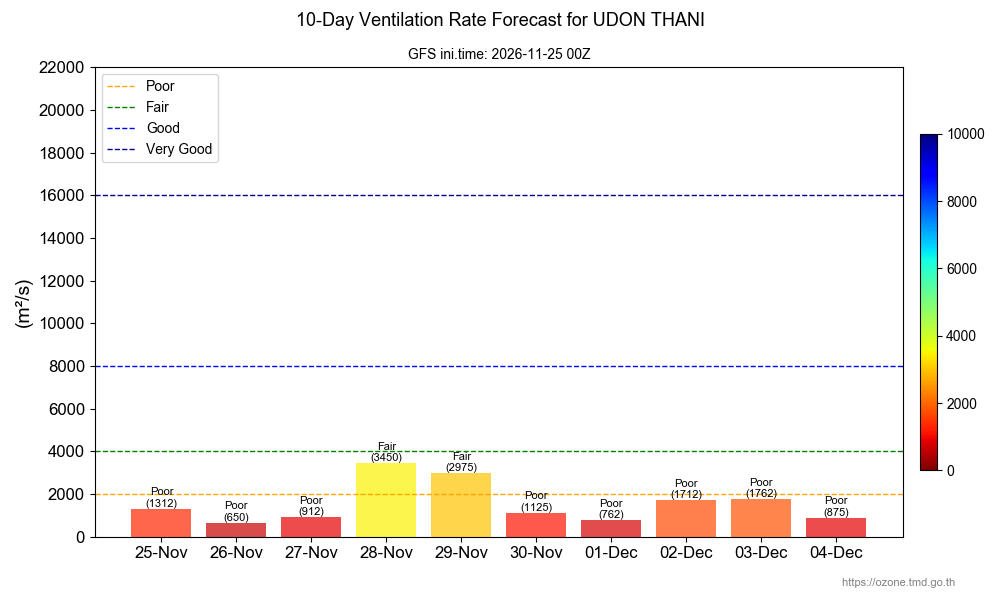 10-Day Ventilation Rate Forecast for UDON THANI
GFS ini.time: 2026-11-25 00Z
22000
20000
18000
16000
14000
12000
10000
8000
6000
4000
2000
0
(m²/s)
Poor
Fair
Good
Very Good
Poor
(1312)
Poor
(650)
Poor
(912)
Fair
(3450)
Fair
(2975)
Poor
(1125)
Poor
(762)
Poor
(1712)
Poor
(1762)
Poor
(875)
25-Nov
26-Nov
27-Nov
28-Nov
29-Nov
30-Nov
01-Dec
02-Dec
03-Dec
04-Dec
10000
8000
6000
4000
2000
0
https://ozone.tmd.go.th